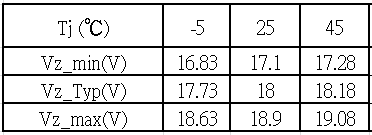 Tj (℃) -5 25 45
Vz_min(V) 16.83 17.1 17.28
Vz_Typ(V) 17.73 18 18.18
Vz_max(V) 18.63 18.9 19.08